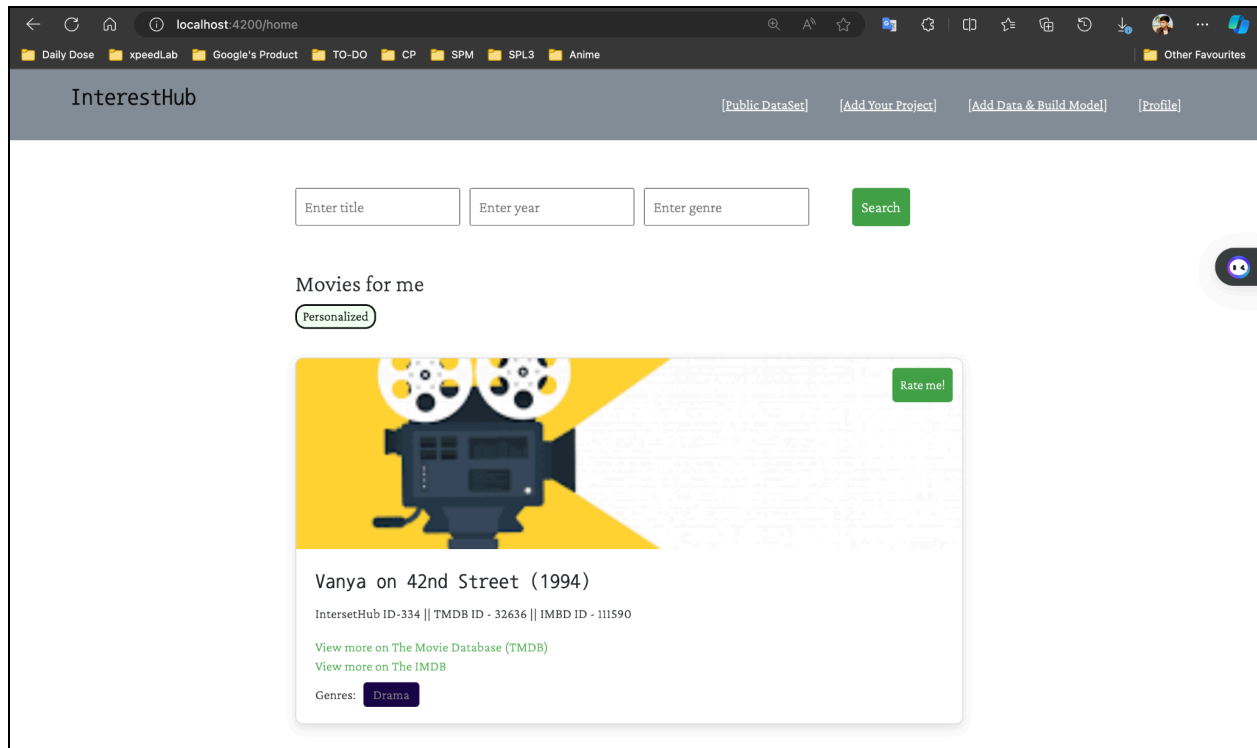 localhost:4200/home
Daily Dose xpeedLab Google's Product TO-DO CP SPM SPL3 Anime Other Favourites
InterestHub [Public DataSet] [Add Your Project] [Add Data & Build Model] [Profile]
Enter title Enter year Enter genre Search
Movies for me
Personalized
Rate me!
Vanya on 42nd Street (1994)
IntersetHub ID-334 || TMDB ID - 32636 || IMBD ID - 111590
View more on The Movie Database (TMDB)
View more on The IMDB
Genres: Drama